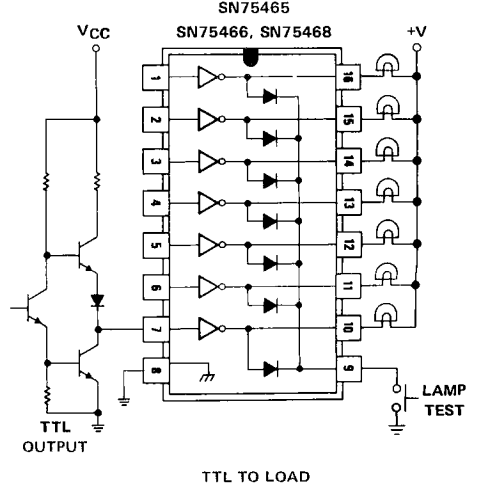 SN75465
SN75466, SN75468
VCC
+V
1
2
3
4
5
6
7
8
16
15
14
13
12
11
10
9
LAMP
TEST
TTL
OUTPUT
TTL TO LOAD